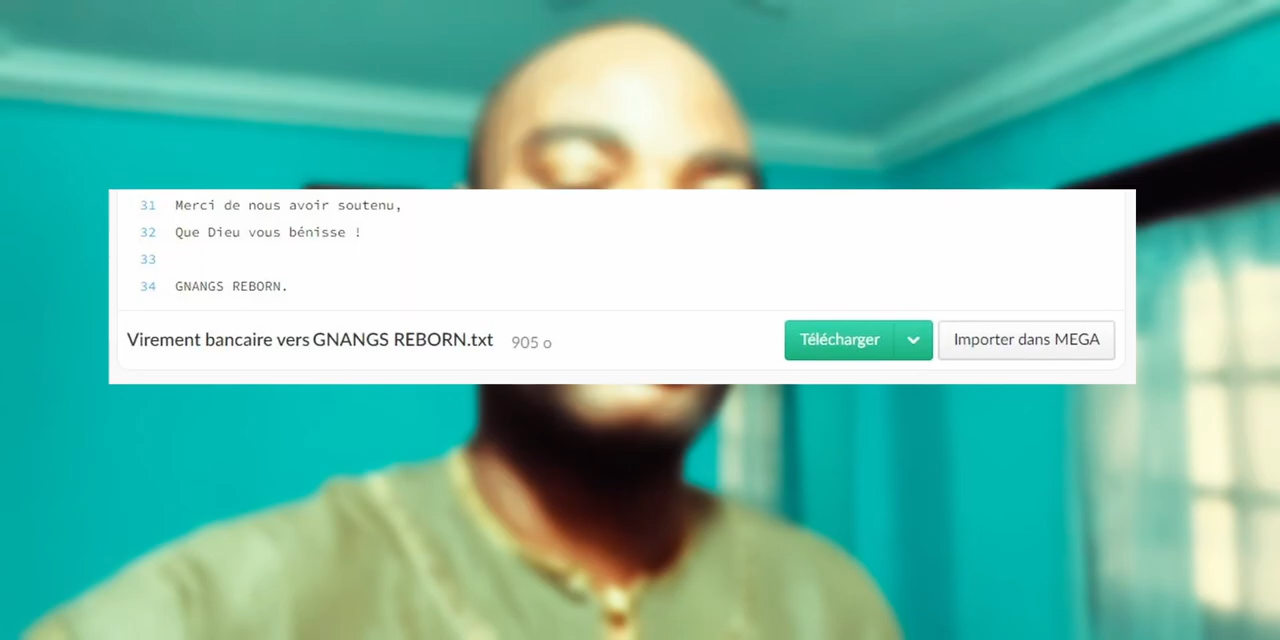 31 Merci de nous avoir soutenu,
32 Que Dieu vous bénisse !
33
34 GNANGS REBORN.
Virement bancaire vers GNANGS REBORN.txt 905 o Télécharger Importer dans MEGA